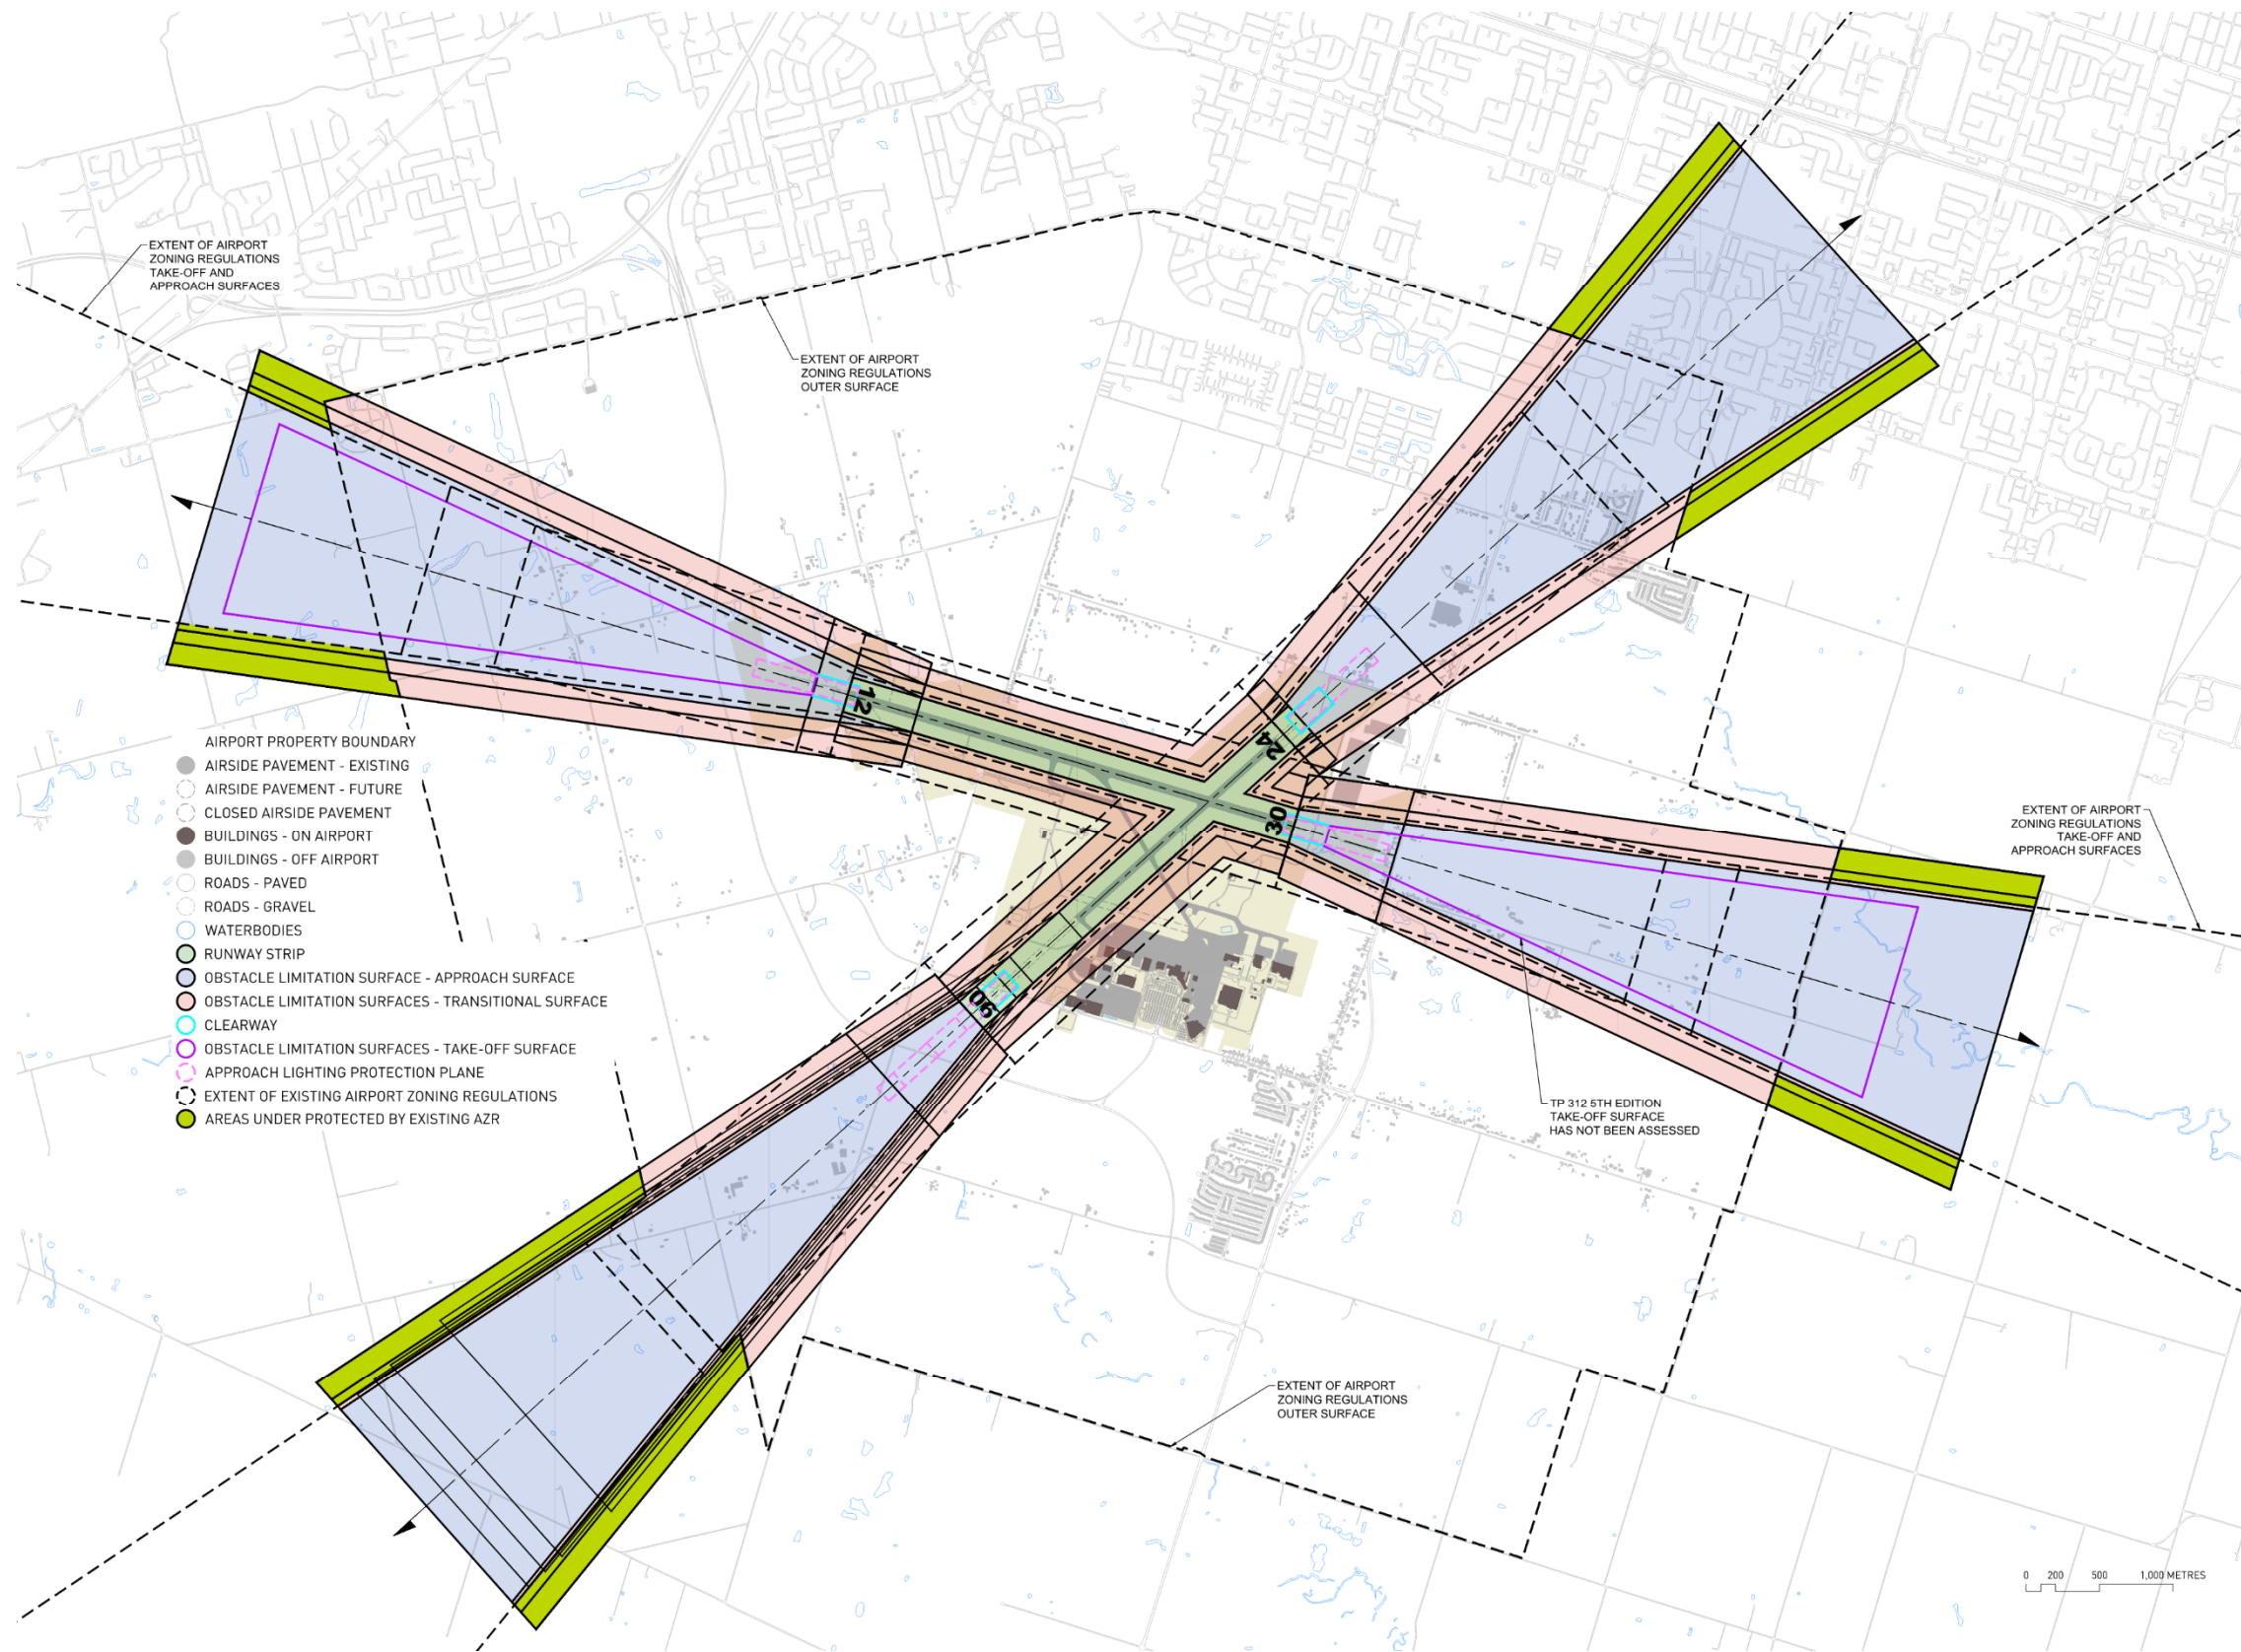 EXTENT OF AIRPORT
ZONING REGULATIONS
TAKE-OFF AND
APPROACH SURFACES
EXTENT OF AIRPORT
ZONING REGULATIONS
OUTER SURFACE
12
24
30
06
EXTENT OF AIRPORT
ZONING REGULATIONS
TAKE-OFF AND
APPROACH SURFACES
AIRPORT PROPERTY BOUNDARY
AIRSIDE PAVEMENT - EXISTING
AIRSIDE PAVEMENT - FUTURE
CLOSED AIRSIDE PAVEMENT
BUILDINGS - ON AIRPORT
BUILDINGS - OFF AIRPORT
ROADS - PAVED
ROADS - GRAVEL
WATERBODIES
RUNWAY STRIP
OBSTACLE LIMITATION SURFACE - APPROACH SURFACE
OBSTACLE LIMITATION SURFACES - TRANSITIONAL SURFACE
CLEARWAY
OBSTACLE LIMITATION SURFACES - TAKE-OFF SURFACE
APPROACH LIGHTING PROTECTION PLANE
EXTENT OF EXISTING AIRPORT ZONING REGULATIONS
AREAS UNDER PROTECTED BY EXISTING AZR
TP 312 5TH EDITION
TAKE-OFF SURFACE
HAS NOT BEEN ASSESSED
EXTENT OF AIRPORT
ZONING REGULATIONS
OUTER SURFACE
0 200 500 1,000 METRES